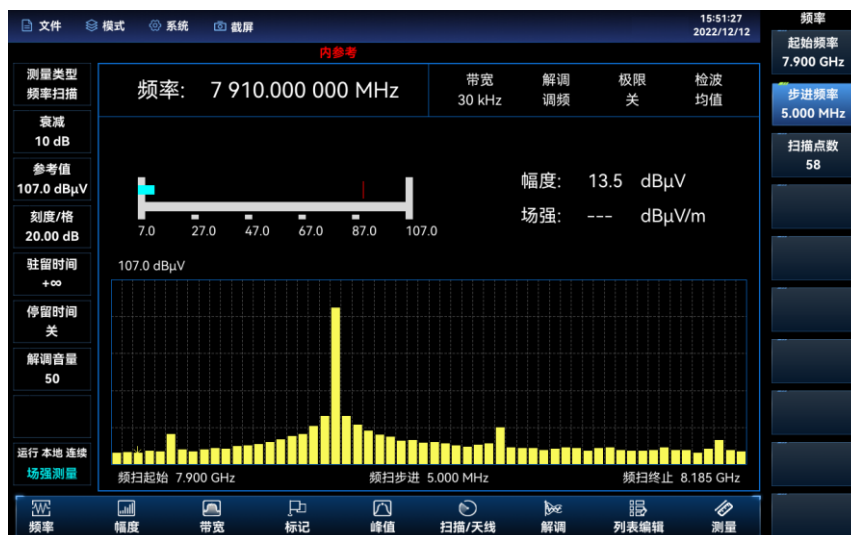 文件 模式 系统 截屏
15:51:27
2022/12/12
内参考
测量类型
频率扫描
衰减
10 dB
参考值
107.0 dBμV
刻度/格
20.00 dB
驻留时间
+∞
停留时间
关
解调音量
50
运行 本地 连续
场强测量
频率: 7 910.000 000 MHz
带宽 解调 极限 检波
30 kHz 调频 关 均值
幅度: 13.5 dBμV
场强: --- dBμV/m
7.0 27.0 47.0 67.0 87.0 107.0
107.0 dBμV
频扫起始 7.900 GHz 频扫步进 5.000 MHz 频扫终止 8.185 GHz
频率
起始频率
7.900 GHz
步进频率
5.000 MHz
扫描点数
58
频率 幅度 带宽 标记 峰值 扫描/天线 解调 列表编辑 测量